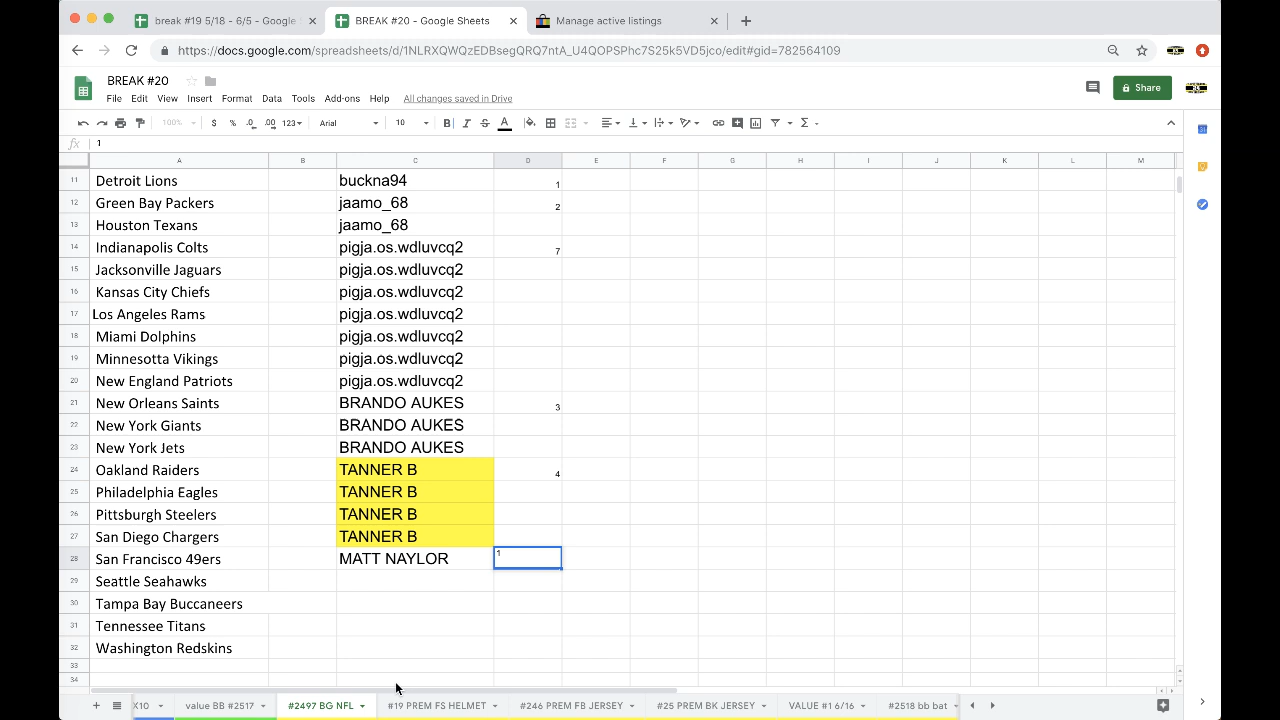 break #19 5/18 - 6/5 - Google
BREAK #20 - Google Sheets
Manage active listings
https://docs.google.com/spreadsheets/d/1NLRXQWQzEDBsegQRQ7ntA_U4QOPSPhc7S25k5VD5jco/edit#gid=782564109
BREAK #20
File Edit View Insert Format Data Tools Add-ons Help All changes saved in Drive
Share
100% $ % .0 .00 123 Arial 10 B I S A
fx 1
A B C D E F G H I J K L M
11 Detroit Lions buckna94 1
12 Green Bay Packers jaamo_68 2
13 Houston Texans jaamo_68
14 Indianapolis Colts pigja.os.wdluvcq2 7
15 Jacksonville Jaguars pigja.os.wdluvcq2
16 Kansas City Chiefs pigja.os.wdluvcq2
17 Los Angeles Rams pigja.os.wdluvcq2
18 Miami Dolphins pigja.os.wdluvcq2
19 Minnesotta Vikings pigja.os.wdluvcq2
20 New England Patriots pigja.os.wdluvcq2
21 New Orleans Saints BRANDO AUKES 3
22 New York Giants BRANDO AUKES
23 New York Jets BRANDO AUKES
24 Oakland Raiders TANNER B 4
25 Philadelphia Eagles TANNER B
26 Pittsburgh Steelers TANNER B
27 San Diego Chargers TANNER B
28 San Francisco 49ers MATT NAYLOR 1
29 Seattle Seahawks
30 Tampa Bay Buccaneers
31 Tennessee Titans
32 Washington Redskins
33
34
X10 value BB #2517 #2497 BG NFL #19 PREM FS HELMET #246 PREM FB JERSEY #25 PREM BK JERSEY VALUE #1 6/16 #2518 bb bat